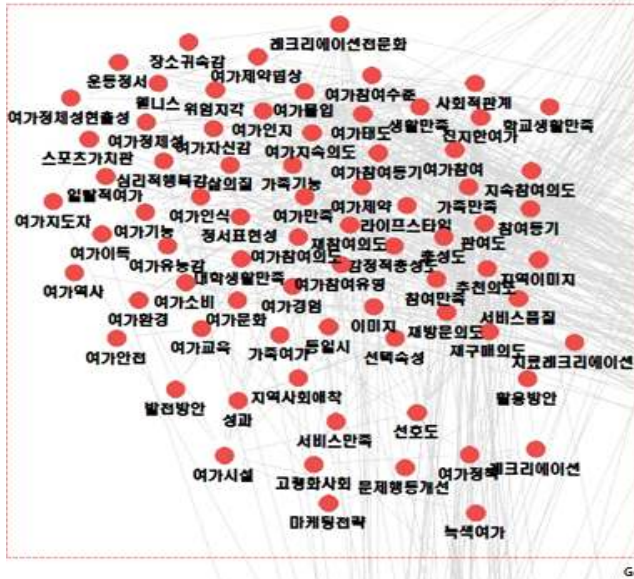 레크리에이션전문화
장소귀속감
여가제약협상
운동정서
웰니스
위험지각
여가몰입
여가참여수준
사회적관계
여가정체성현출성
생활만족
학교생활만족
여가정체성
여가자신감
여가인지
여가태도
진지한여가
스포츠가치관
여가지속의도
여가참여동기
여가참여
심리적행복감
삶의질
가족기능
지속참여의도
일탈적여가
여가제약
가족만족
여가지도자
여가인식
여가만족
라이프스타일
참여동기
여가기능
정서표현성
관여도
여가이득
재참여의도
충성도
여가유능감
여가참여의도
감정적충성도
지역이미지
여가역사
대학생활만족
여가참여유형
추천의도
참여만족
여가소비
여가경험
서비스품질
여가환경
여가문화
이미지
재방문의도
여가안전
여가교육
가족여가
동일시
선택속성
재구매의도
치료레크리에이션
발전방안
지역사회애착
활용방안
성과
서비스만족
선호도
여가시설
고령화사회
문제행동개선
여가정책
레크리에이션
마케팅전략
녹색여가